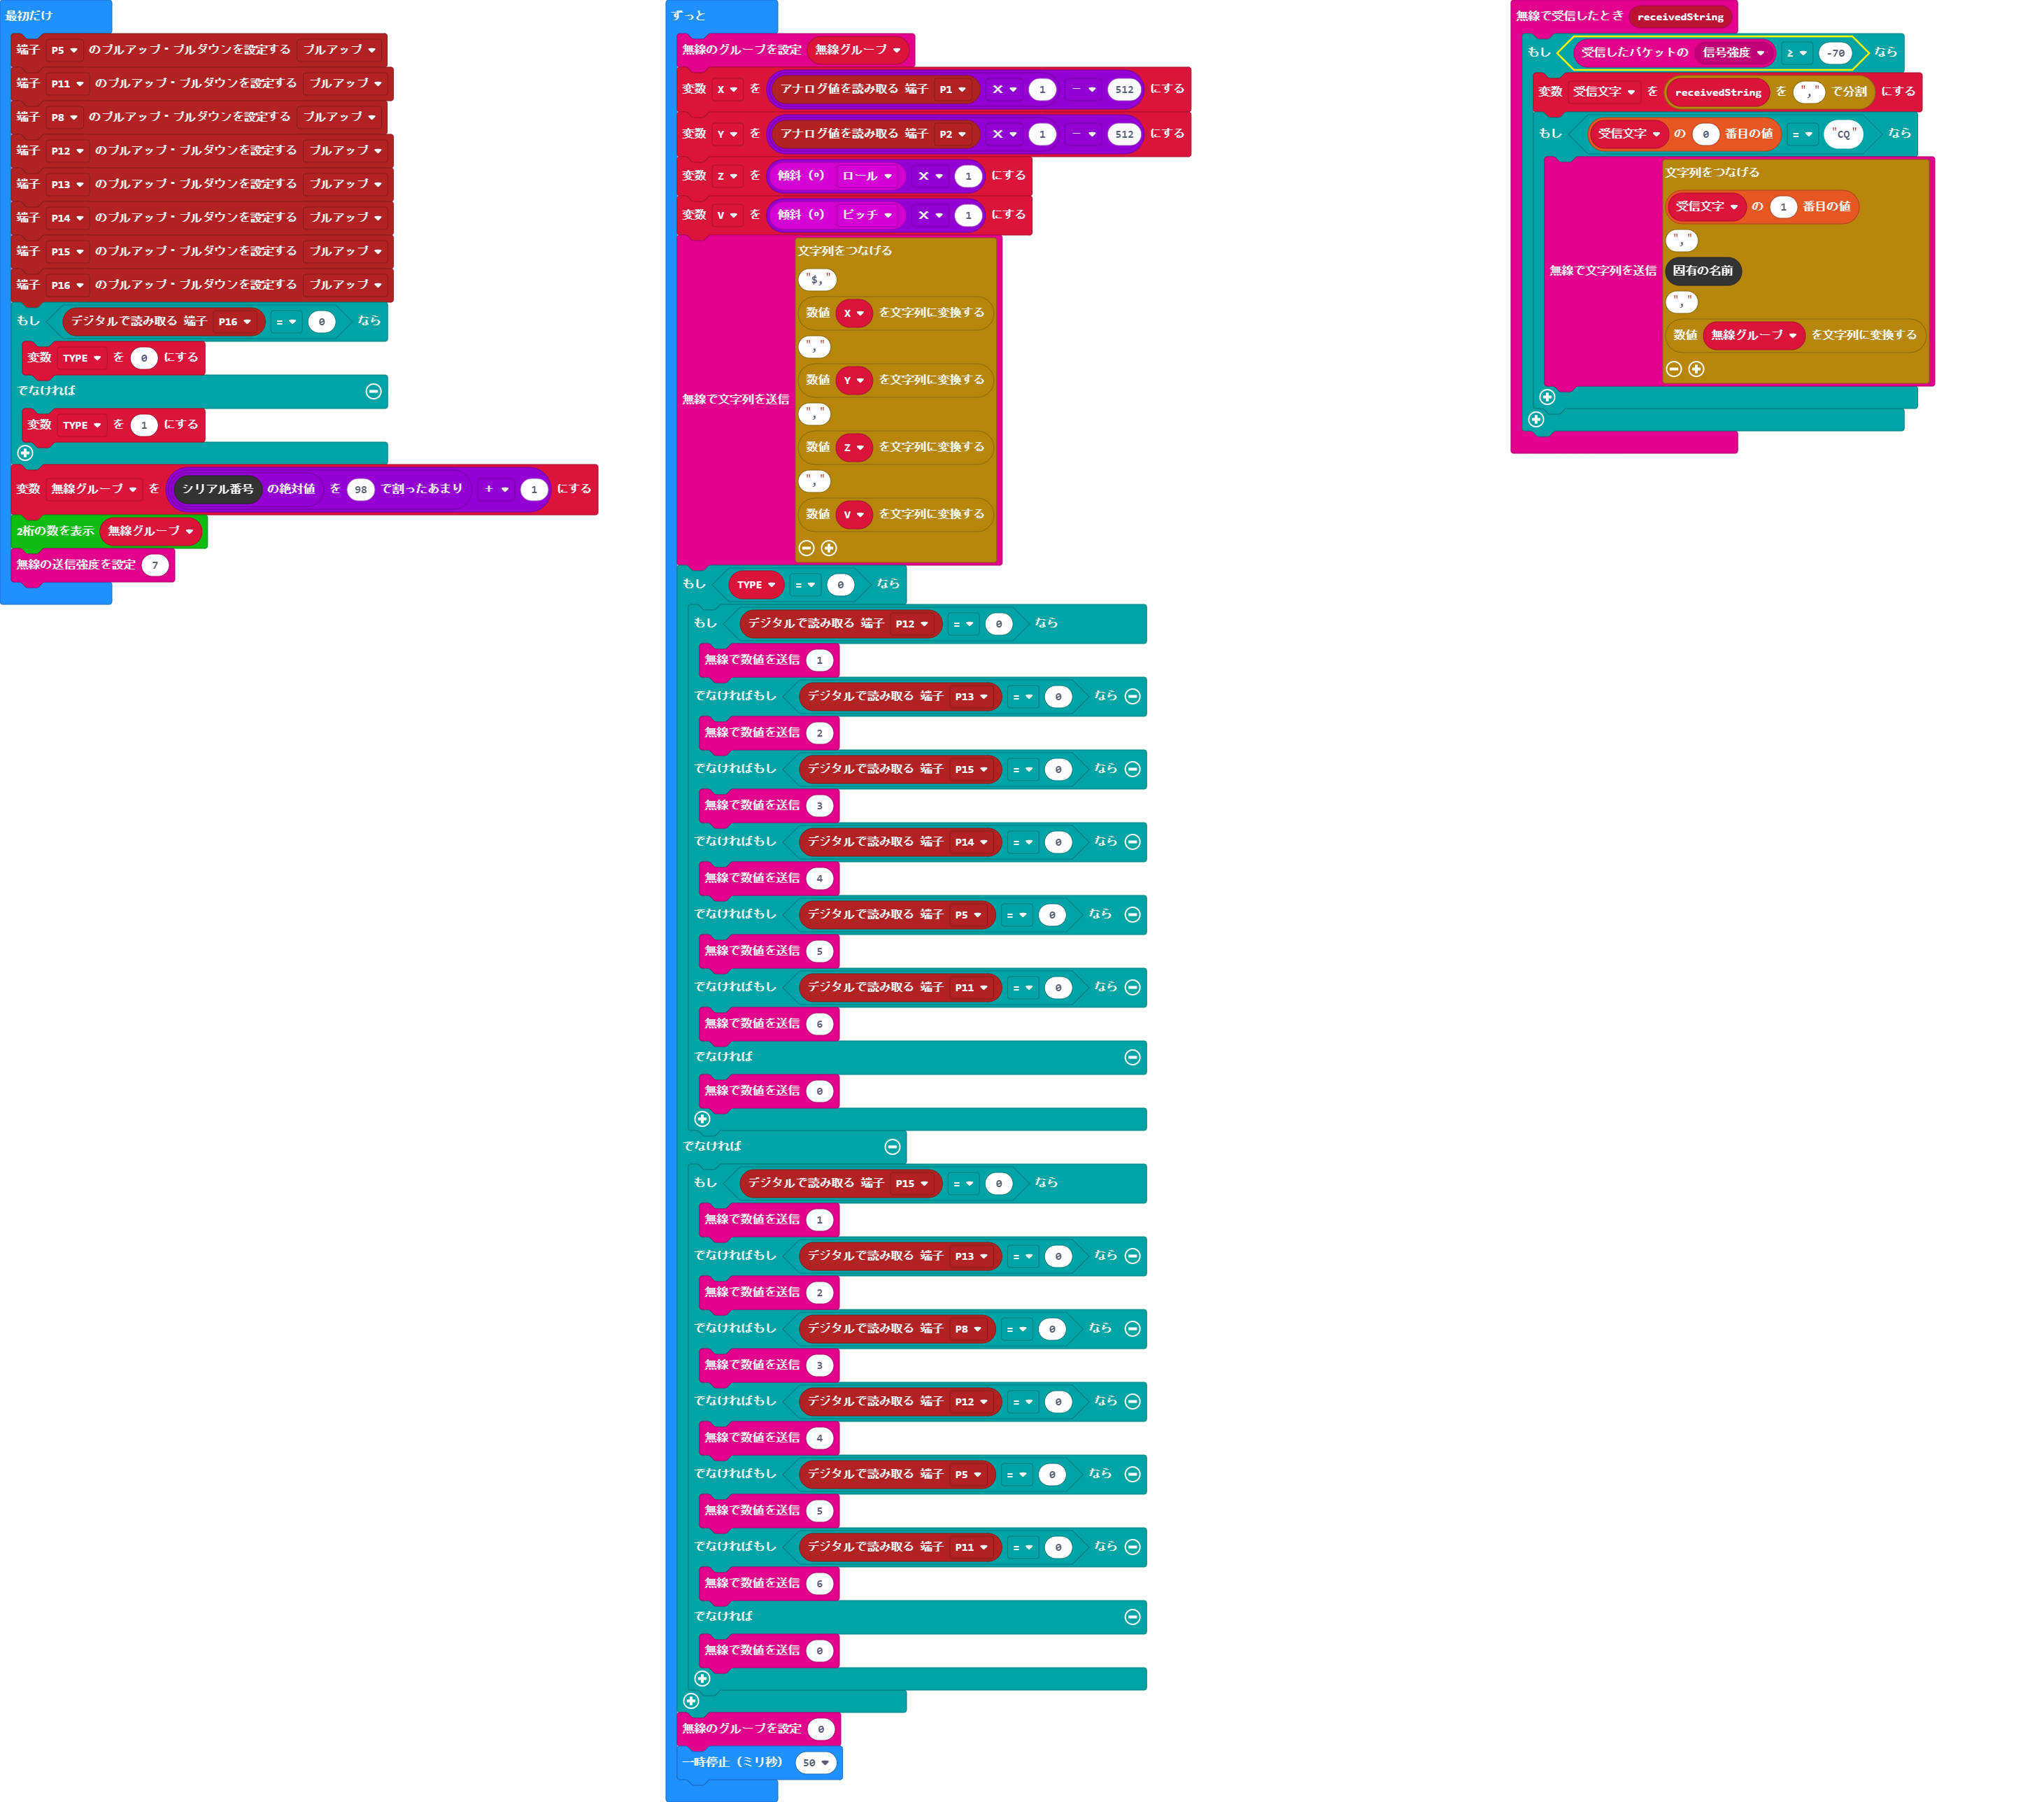 最初だけ
端子 P5 のプルアップ・プルダウンを設定する プルアップ
端子 P11 のプルアップ・プルダウンを設定する プルアップ
端子 P8 のプルアップ・プルダウンを設定する プルアップ
端子 P12 のプルアップ・プルダウンを設定する プルアップ
端子 P13 のプルアップ・プルダウンを設定する プルアップ
端子 P14 のプルアップ・プルダウンを設定する プルアップ
端子 P15 のプルアップ・プルダウンを設定する プルアップ
端子 P16 のプルアップ・プルダウンを設定する プルアップ
もし デジタルで読み取る 端子 P16 = 0 なら
変数 TYPE を 0 にする
でなければ
変数 TYPE を 1 にする
変数 無線グループ を シリアル番号 の絶対値 を 98 で割ったあまり + 1 にする
2桁の数を表示 無線グループ
無線の送信強度を設定 7
ずっと
無線のグループを設定 無線グループ
変数 X を アナログ値を読み取る 端子 P1 × 1 - 512 にする
変数 Y を アナログ値を読み取る 端子 P2 × 1 - 512 にする
変数 Z を 傾斜(°) ロール × 1 にする
変数 V を 傾斜(°) ピッチ × 1 にする
無線で文字列を送信 文字列をつなげる
"$,"
数値 X を文字列に変換する
","
数値 Y を文字列に変換する
","
数値 Z を文字列に変換する
","
数値 V を文字列に変換する
もし TYPE = 0 なら
もし デジタルで読み取る 端子 P12 = 0 なら
無線で数値を送信 1
でなければもし デジタルで読み取る 端子 P13 = 0 なら
無線で数値を送信 2
でなければもし デジタルで読み取る 端子 P15 = 0 なら
無線で数値を送信 3
でなければもし デジタルで読み取る 端子 P14 = 0 なら
無線で数値を送信 4
でなければもし デジタルで読み取る 端子 P5 = 0 なら
無線で数値を送信 5
でなければもし デジタルで読み取る 端子 P11 = 0 なら
無線で数値を送信 6
でなければ
無線で数値を送信 0
でなければ
もし デジタルで読み取る 端子 P15 = 0 なら
無線で数値を送信 1
でなければもし デジタルで読み取る 端子 P13 = 0 なら
無線で数値を送信 2
でなければもし デジタルで読み取る 端子 P8 = 0 なら
無線で数値を送信 3
でなければもし デジタルで読み取る 端子 P12 = 0 なら
無線で数値を送信 4
でなければもし デジタルで読み取る 端子 P5 = 0 なら
無線で数値を送信 5
でなければもし デジタルで読み取る 端子 P11 = 0 なら
無線で数値を送信 6
でなければ
無線で数値を送信 0
無線のグループを設定 0
一時停止(ミリ秒) 50
無線で受信したとき receivedString
もし 受信したパケットの 信号強度 ≥ -70 なら
変数 受信文字 を receivedString を "," で分割 にする
もし 受信文字 の 0 番目の値 = "CQ" なら
無線で文字列を送信 文字列をつなげる
受信文字 の 1 番目の値
","
固有の名前
","
数値 無線グループ を文字列に変換する